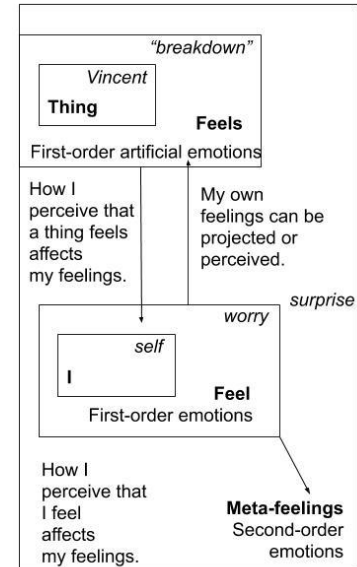 “breakdown”
Vincent
Thing
Feels
First-order artificial emotions
How I
perceive that
a thing feels
affects
my feelings.
My own
feelings can be
projected or
perceived.
surprise
worry
self
I
Feel
First-order emotions
How I
perceive that
I feel
affects
my feelings.
Meta-feelings
Second-order
emotions